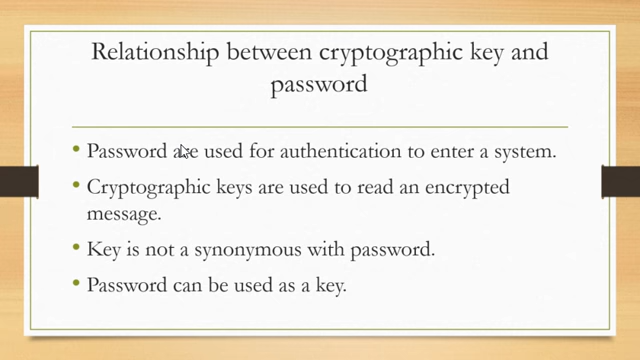 Relationship between cryptographic key and
password
• Password are used for authentication to enter a system.
• Cryptographic keys are used to read an encrypted
message.
• Key is not a synonymous with password.
• Password can be used as a key.